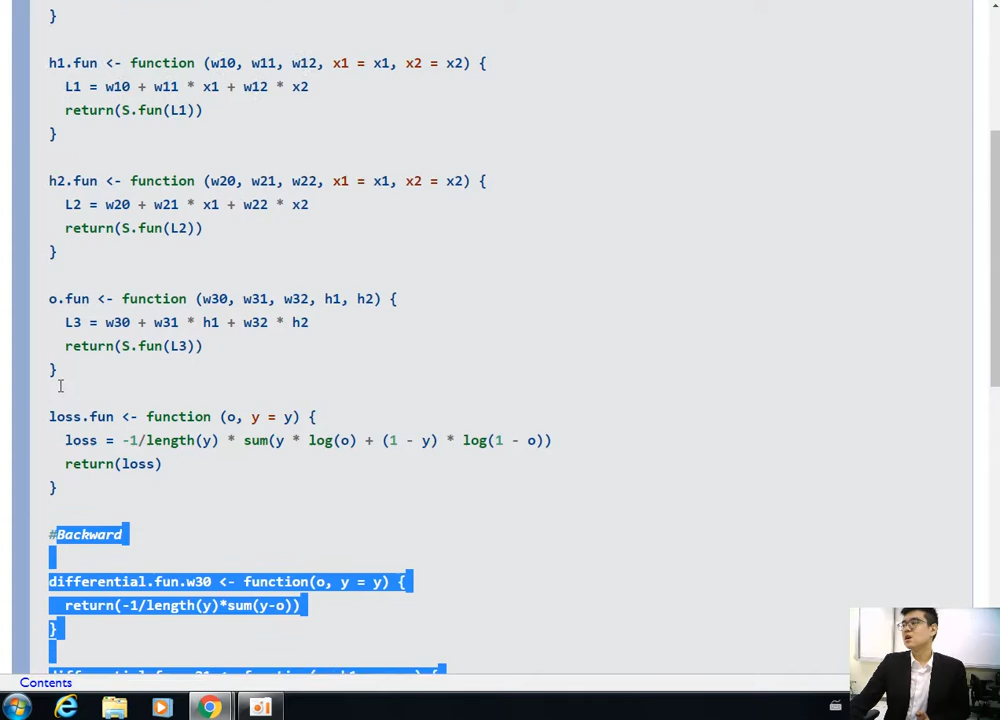 }
h1.fun <- function (w10, w11, w12, x1 = x1, x2 = x2) {
L1 = w10 + w11 * x1 + w12 * x2
return(S.fun(L1))
}
h2.fun <- function (w20, w21, w22, x1 = x1, x2 = x2) {
L2 = w20 + w21 * x1 + w22 * x2
return(S.fun(L2))
}
o.fun <- function (w30, w31, w32, h1, h2) {
L3 = w30 + w31 * h1 + w32 * h2
return(S.fun(L3))
}
loss.fun <- function (o, y = y) {
loss = -1/length(y) * sum(y * log(o) + (1 - y) * log(1 - o))
return(loss)
}
#Backward
differential.fun.w30 <- function(o, y = y) {
return(-1/length(y)*sum(y-o))
}
Contents